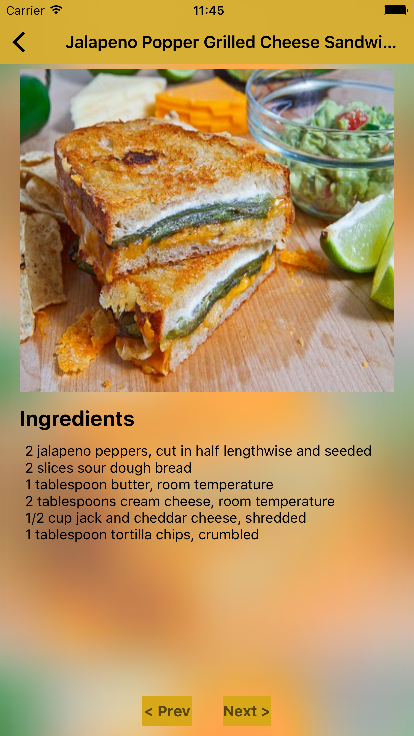 Carrier 11:45
Jalapeno Popper Grilled Cheese Sandwi...
Ingredients
2 jalapeno peppers, cut in half lengthwise and seeded
2 slices sour dough bread
1 tablespoon butter, room temperature
2 tablespoons cream cheese, room temperature
1/2 cup jack and cheddar cheese, shredded
1 tablespoon tortilla chips, crumbled
< Prev Next >